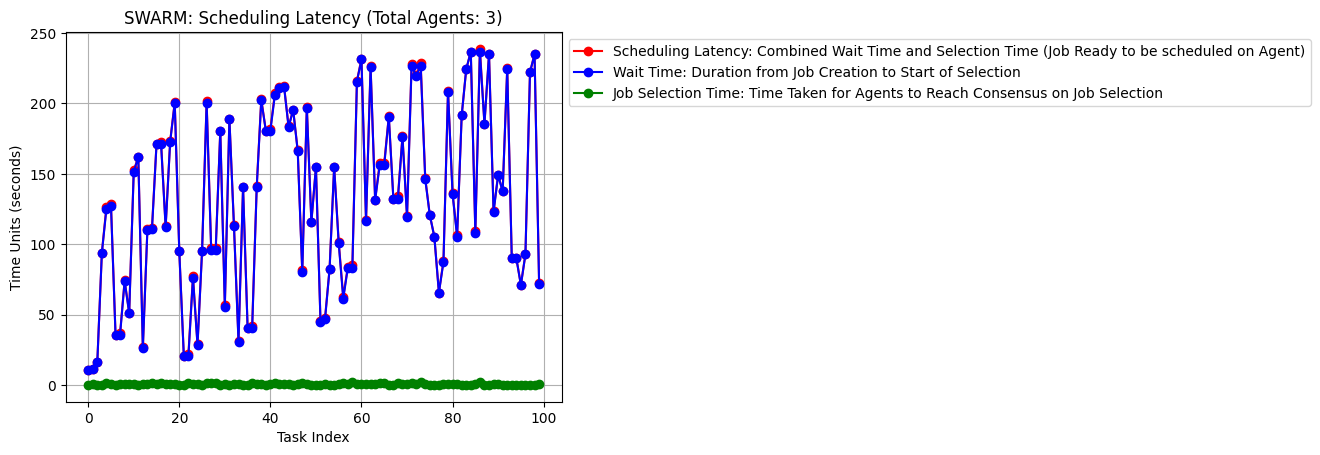 SWARM: Scheduling Latency (Total Agents: 3)
Scheduling Latency: Combined Wait Time and Selection Time (Job Ready to be scheduled on Agent)
Wait Time: Duration from Job Creation to Start of Selection
Job Selection Time: Time Taken for Agents to Reach Consensus on Job Selection
Time Units (seconds)
250
200
150
100
50
0
0 20 40 60 80 100
Task Index